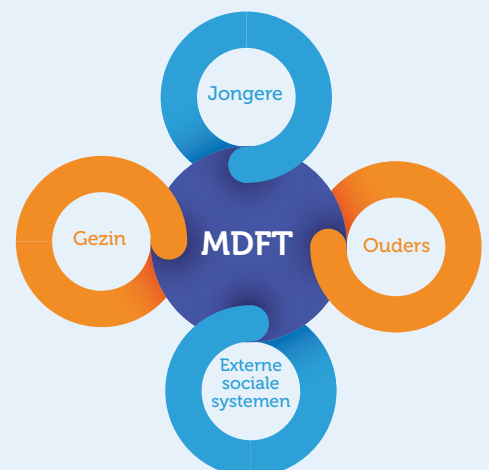 Jongere
Gezin
MDFT
Ouders
Externe
sociale
systemen